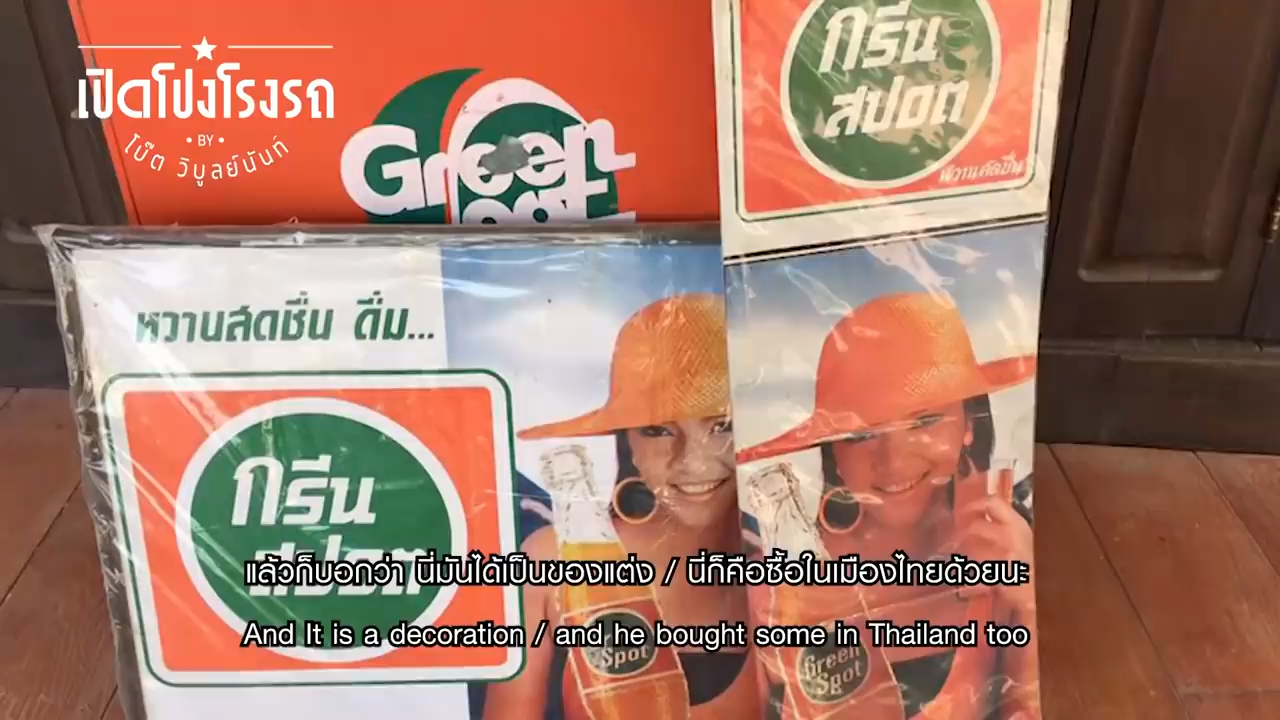 เปิดโปงโรงรถ
• BY •
โบ๊ต วิบูลย์นันท์
Green
Spot
กรีน
สปอต
หวานสดชื่น
หวานสดชื่น ดื่ม...
กรีน
สปอต
Spot
Green
Spot
แล้วก็บอกว่า นี่มันได้เป็นของแต่ง / นี่ก็คือซื้อในเมืองไทยด้วยนะ
And It is a decoration / and he bought some in Thailand too